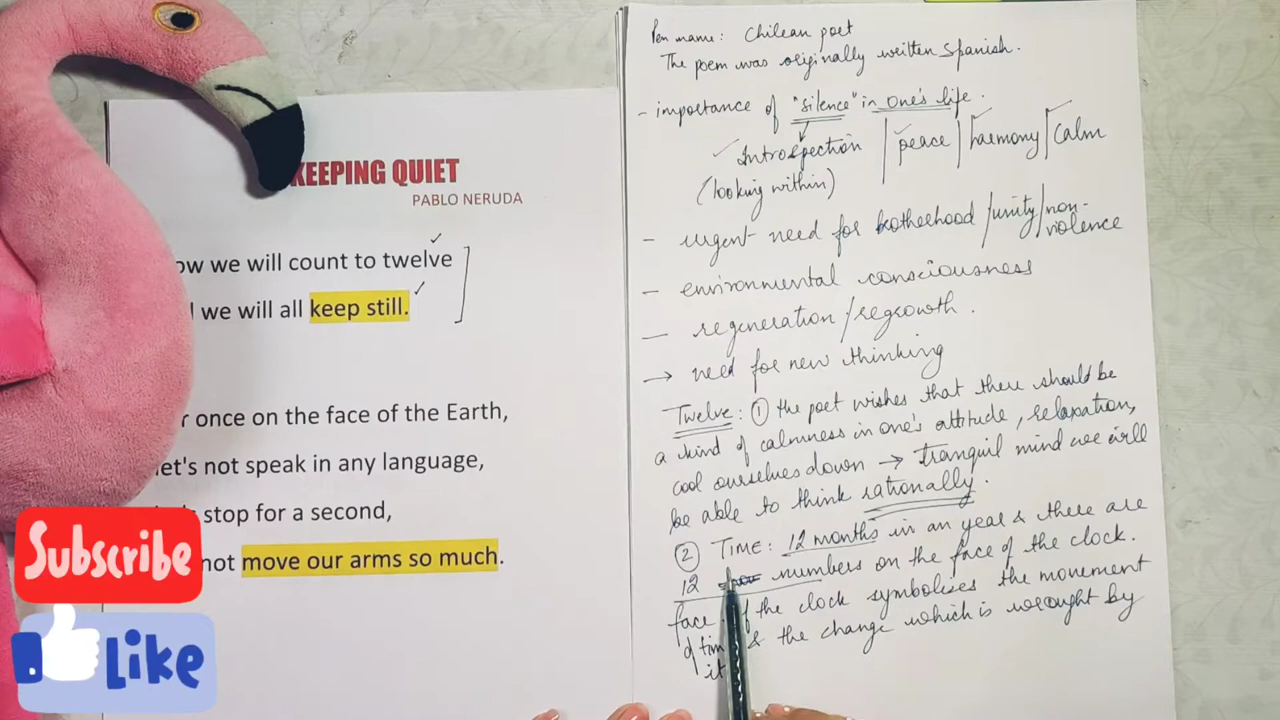 KEEPING QUIET
PABLO NERUDA
ow we will count to twelve
we will all keep still.
r once on the face of the Earth,
let's not speak in any language,
stop for a second,
not move our arms so much.
Subscribe
Like
Pen name: Chilean poet
The poem was originally written Spanish.
- importance of "silence" in one's life.
Introspection | peace | harmony | calm
(looking within)
- urgent need for brotherhood / unity / non-
violence
- environmental consciousness
- regeneration / regrowth.
→ need for new thinking
Twelve: ① the poet wishes that there should be
a kind of calmness in one's attitude, relaxation,
cool ourselves down → tranquil mind we will
be able to think rationally.
② TIME: 12 months in an year & there are
12 numbers on the face of the clock.
face of the clock symbolises the movement
of tim & the change which is wrought by
it